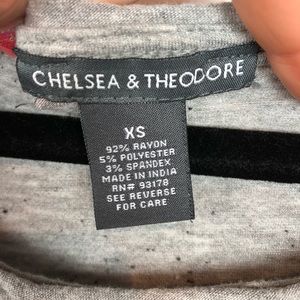 CHELSEA & THEODORE
XS
92% RAYON
5% POLYESTER
3% SPANDEX
MADE IN INDIA
RN# 93178
SEE REVERSE
FOR CARE